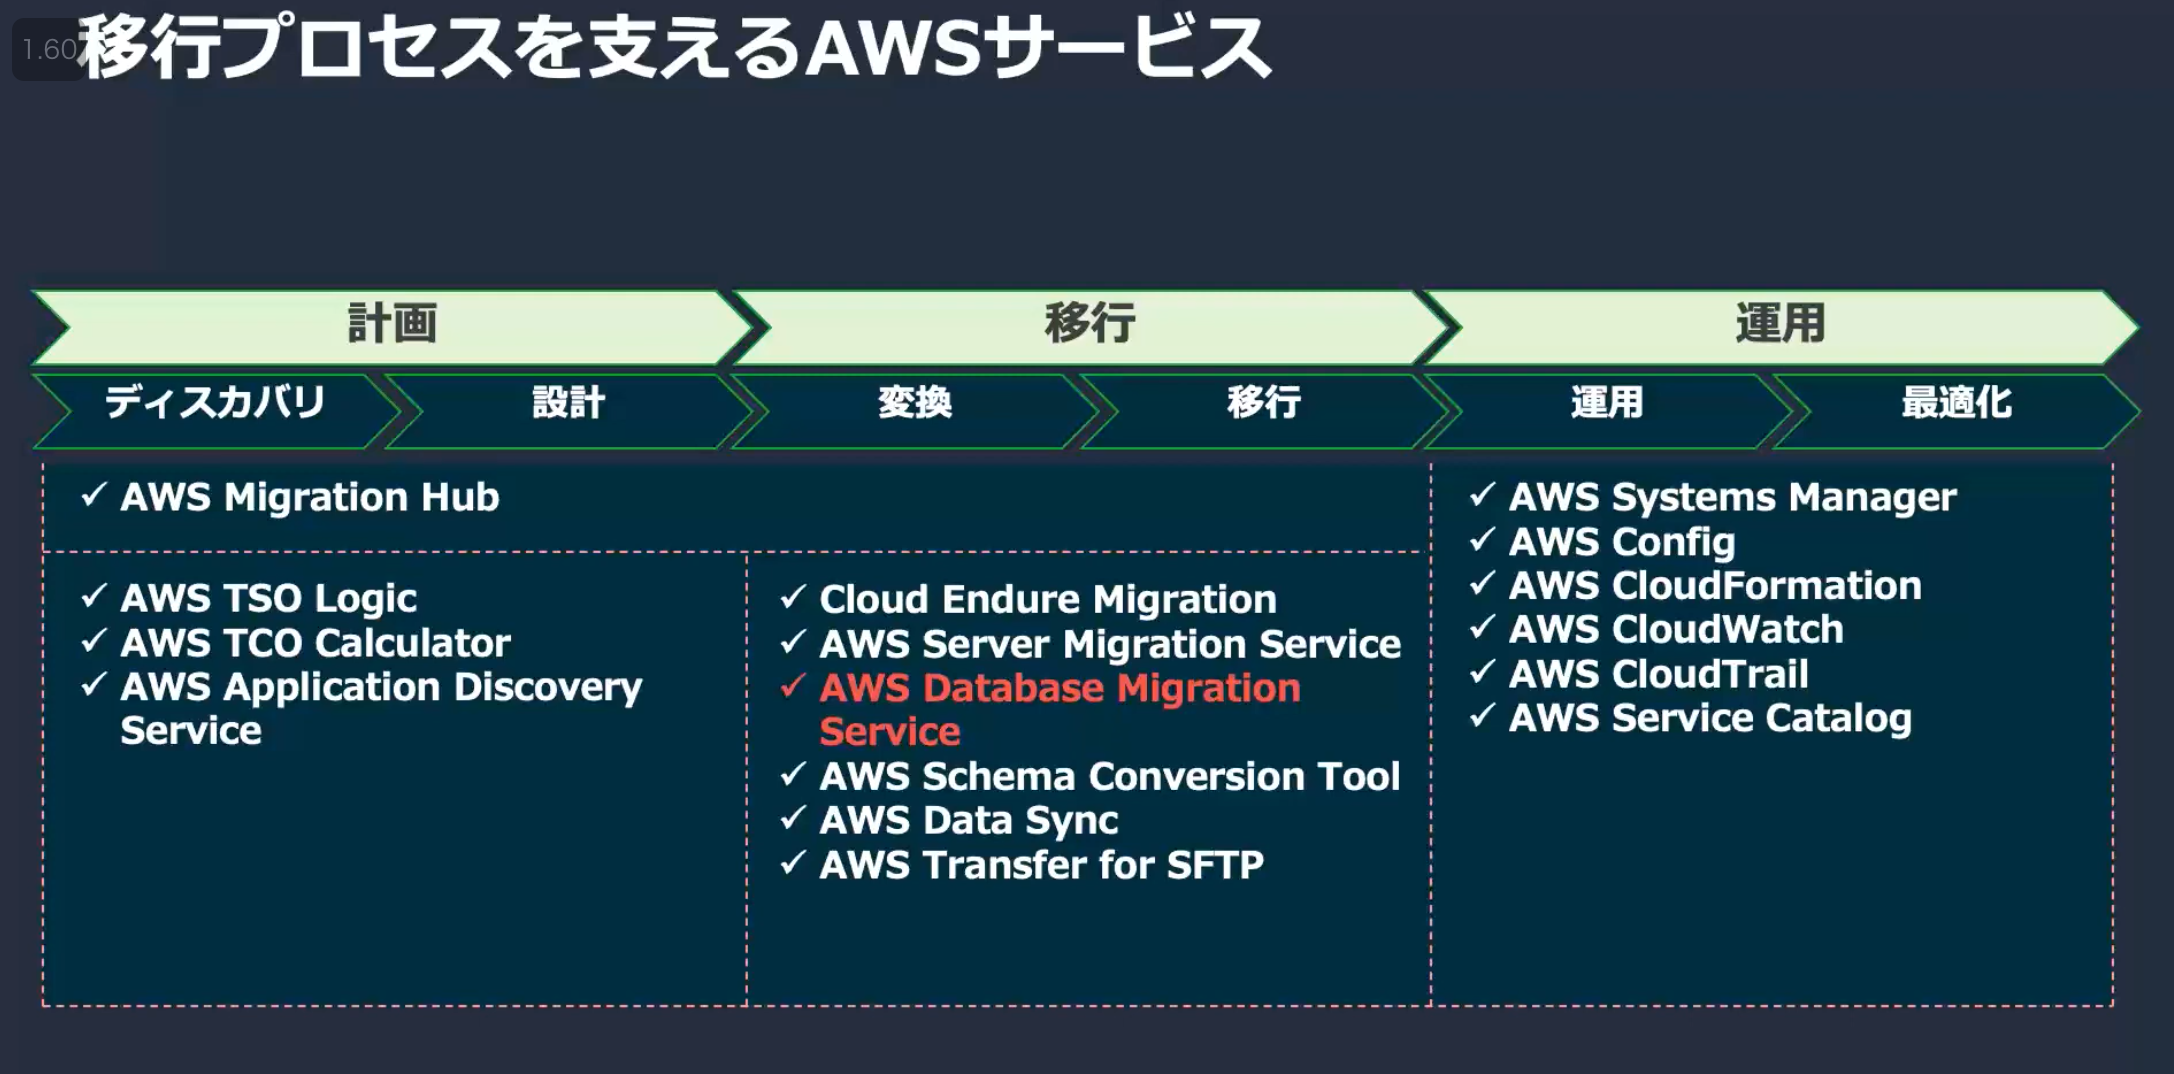 1.60
移行プロセスを支えるAWSサービス
計画
移行
運用
ディスカバリ
設計
変換
移行
運用
最適化
✓ AWS Migration Hub
✓ AWS TSO Logic
✓ AWS TCO Calculator
✓ AWS Application Discovery
Service
✓ Cloud Endure Migration
✓ AWS Server Migration Service
✓ AWS Database Migration
Service
✓ AWS Schema Conversion Tool
✓ AWS Data Sync
✓ AWS Transfer for SFTP
✓ AWS Systems Manager
✓ AWS Config
✓ AWS CloudFormation
✓ AWS CloudWatch
✓ AWS CloudTrail
✓ AWS Service Catalog